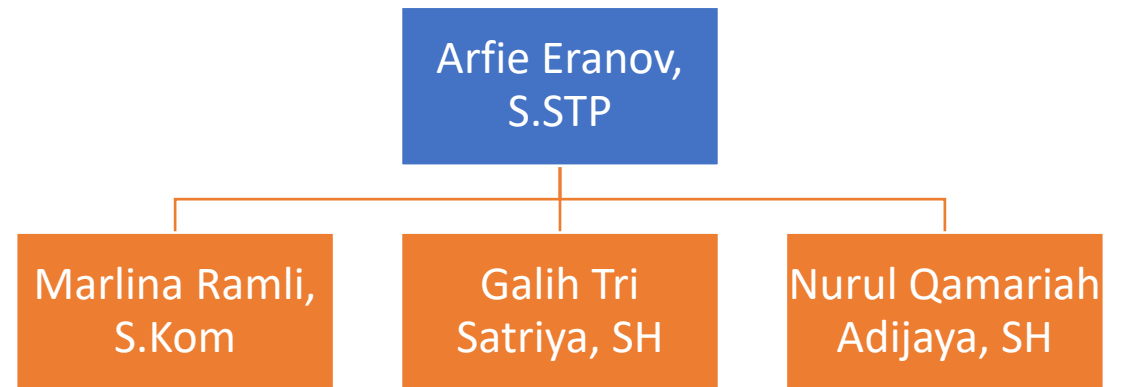 Arfie Eranov,
S.STP
Marlina Ramli,
S.Kom
Galih Tri
Satriya, SH
Nurul Qamariah
Adijaya, SH